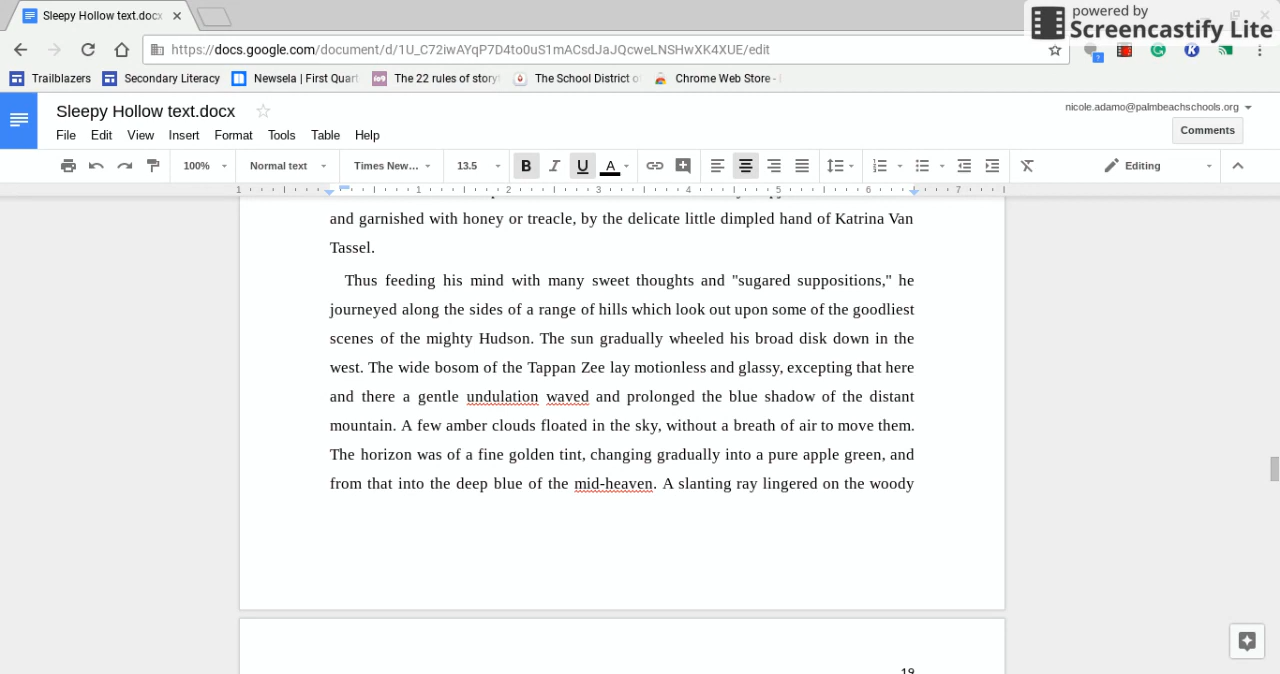 Sleepy Hollow text.docx
powered by
Screencastify Lite
https://docs.google.com/document/d/1U_C72iwAYqP7D4to0uS1mACsdJaJQcweLNSHwXK4XUE/edit
Trailblazers
Secondary Literacy
Newsela | First Quart
The 22 rules of story
The School District o
Chrome Web Store -
Sleepy Hollow text.docx
nicole.adamo@palmbeachschools.org
File Edit View Insert Format Tools Table Help
Comments
100% Normal text Times New... 13.5 B I U A Editing
1 1 2 3 4 5 6 7
and garnished with honey or treacle, by the delicate little dimpled hand of Katrina Van
Tassel.
Thus feeding his mind with many sweet thoughts and "sugared suppositions," he
journeyed along the sides of a range of hills which look out upon some of the goodliest
scenes of the mighty Hudson. The sun gradually wheeled his broad disk down in the
west. The wide bosom of the Tappan Zee lay motionless and glassy, excepting that here
and there a gentle undulation waved and prolonged the blue shadow of the distant
mountain. A few amber clouds floated in the sky, without a breath of air to move them.
The horizon was of a fine golden tint, changing gradually into a pure apple green, and
from that into the deep blue of the mid-heaven. A slanting ray lingered on the woody
19